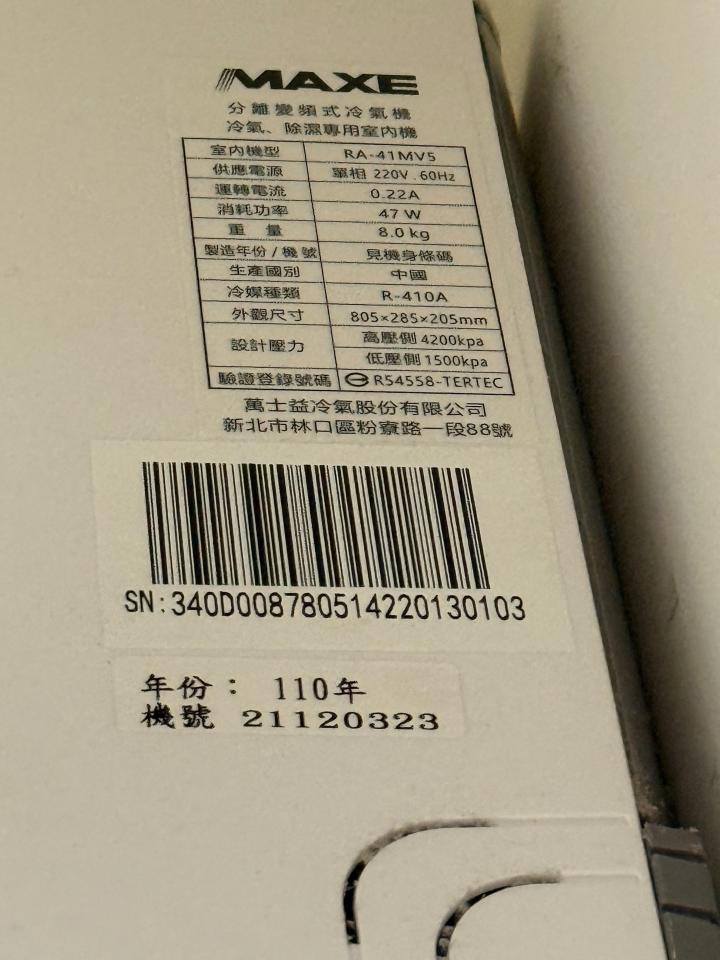 MAXE
分離變頻式冷氣機
冷氣、除濕專用室內機
室內機型 RA-41MV5
供應電源 單相 220V . 60Hz
運轉電流 0.22A
消耗功率 47 W
重 量 8.0 kg
製造年份 / 機 號 見機身條碼
生產國別 中國
冷媒種類 R-410A
外觀尺寸 805×285×205mm
設計壓力 高壓側 4200kpa
低壓側 1500kpa
驗證登錄號碼 R54558-TERTEC
萬士益冷氣股份有限公司
新北市林口區粉寮路一段88號
SN:340D00878051422013​0103
年份： 110年
機號 21120323